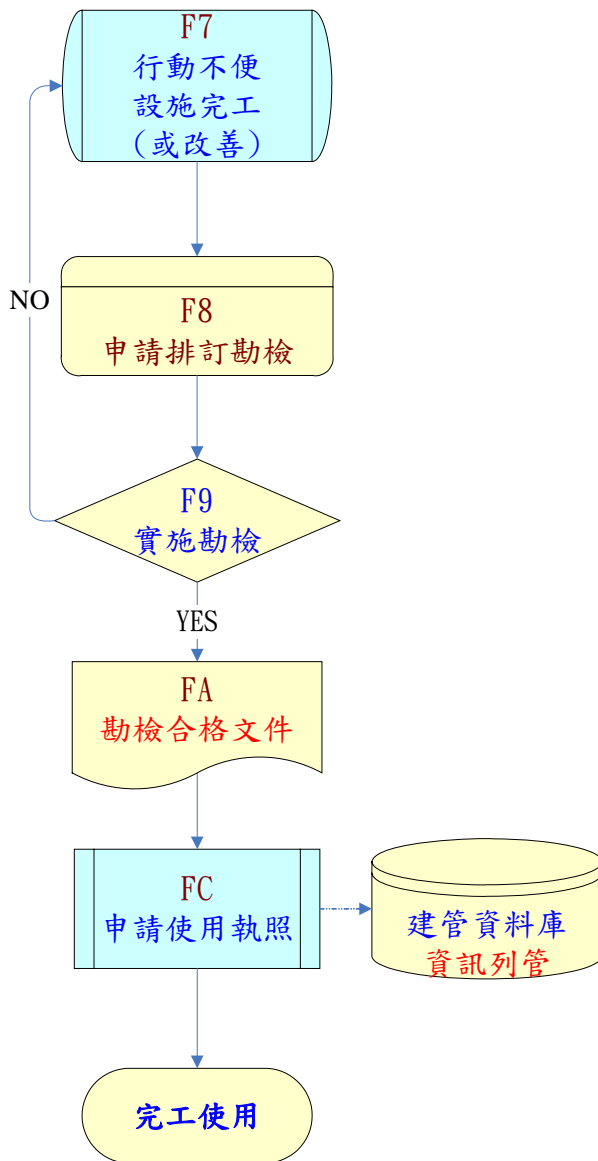 F7
行動不便
設施完工
(或改善)
NO
F8
申請排訂勘檢
F9
實施勘檢
YES
FA
勘檢合格文件
FC
申請使用執照
建管資料庫
資訊列管
完工使用